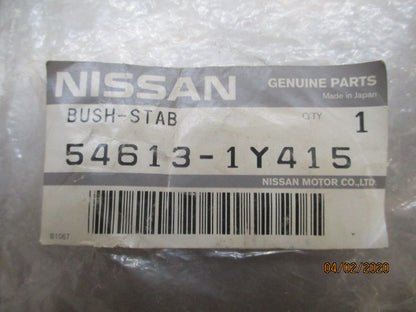 NISSAN
GENUINE PARTS
Made in Japan
BUSH-STAB
QTY 1
54613-1Y415
NISSAN MOTOR CO.,LTD.
B1067
04/02/2020